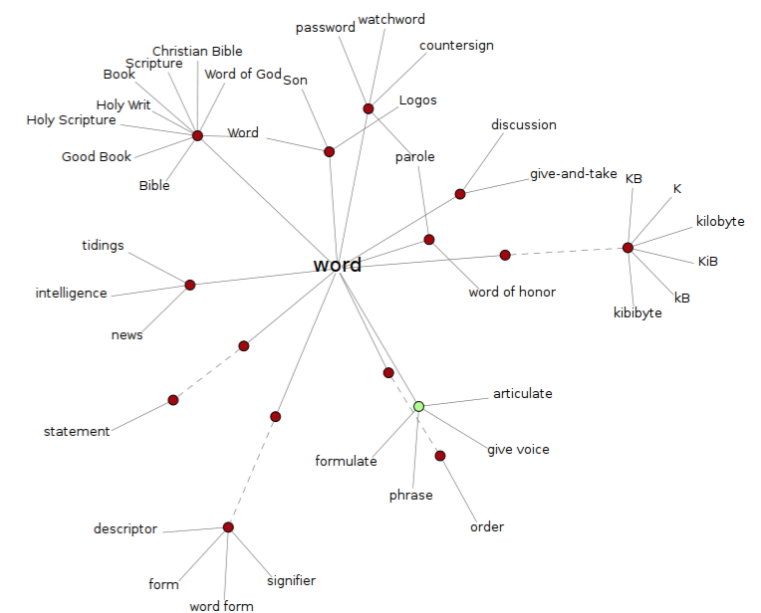 watchword
password
countersign
Christian Bible
Scripture
Book
Word of God
Son
Holy Writ
Logos
Holy Scripture
Word
discussion
Good Book
parole
give-and-take
KB
Bible
K
kilobyte
tidings
KiB
word
intelligence
word of honor
kB
kibibyte
news
articulate
statement
give voice
formulate
phrase
order
descriptor
form
signifier
word form